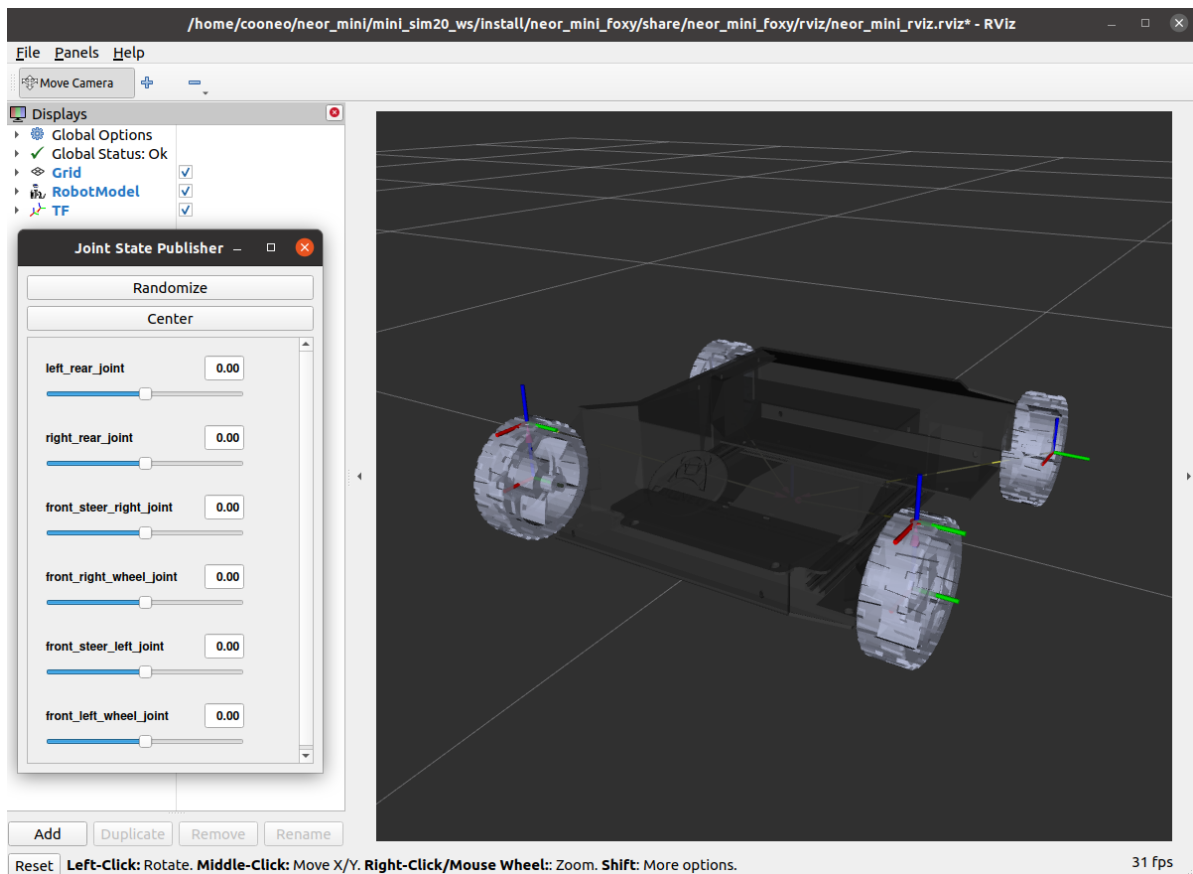 /home/cooneo/neor_mini/mini_sim20_ws/install/neor_mini_foxy/share/neor_mini_foxy/rviz/neor_mini_rviz.rviz* - RViz
File Panels Help
Move Camera
Displays
Global Options
Global Status: Ok
Grid
RobotModel
TF
Joint State Publisher
Randomize
Center
left_rear_joint 0.00
right_rear_joint 0.00
front_steer_right_joint 0.00
front_right_wheel_joint 0.00
front_steer_left_joint 0.00
front_left_wheel_joint 0.00
Add Duplicate Remove Rename
Reset Left-Click: Rotate. Middle-Click: Move X/Y. Right-Click/Mouse Wheel:: Zoom. Shift: More options. 31 fps